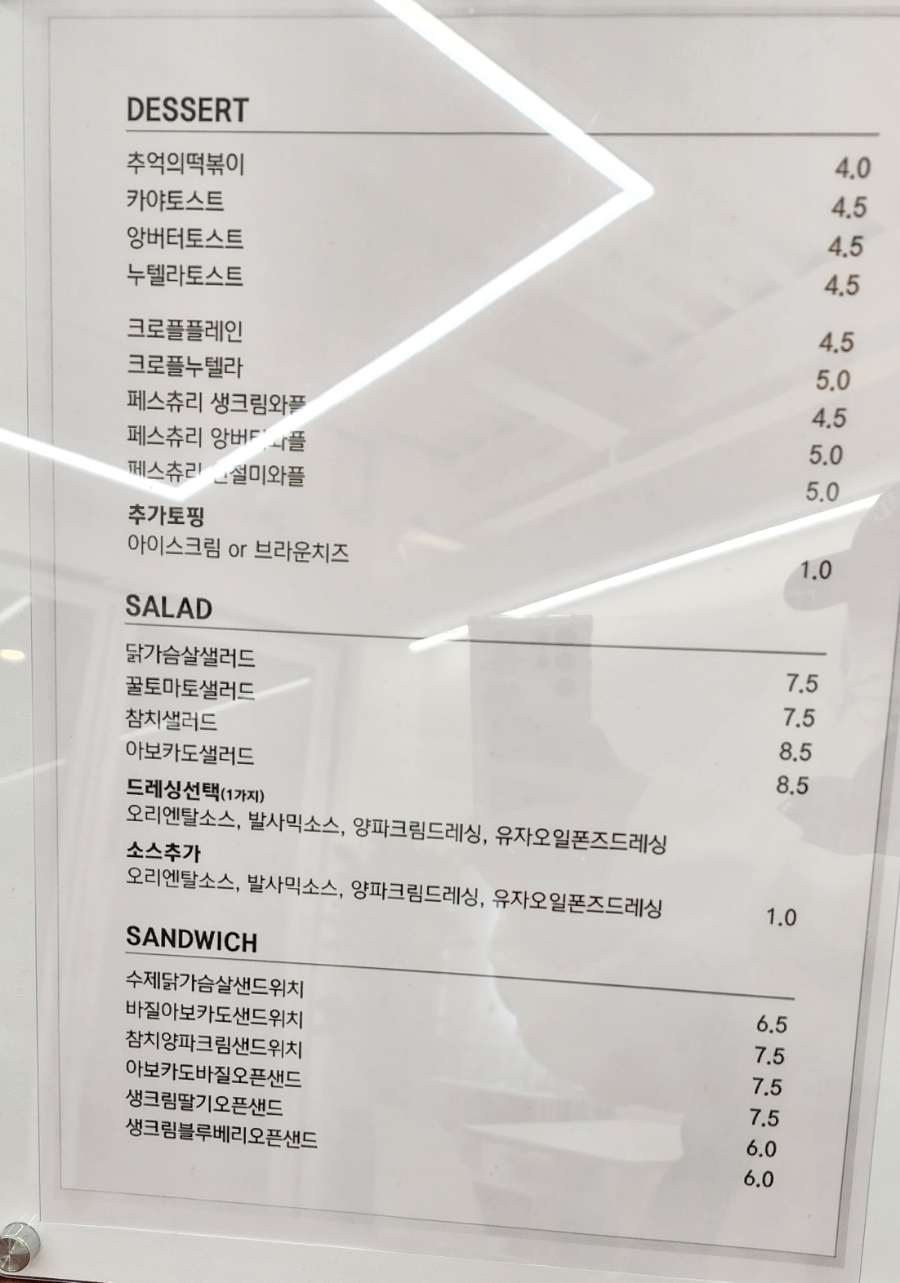 DESSERT
추억의떡볶이 4.0
카야토스트 4.5
앙버터토스트 4.5
누텔라토스트 4.5
크로플플레인 4.5
크로플누텔라 5.0
페스츄리 생크림와플 4.5
페스츄리 앙버터와플 5.0
페스츄리 인절미와플 5.0
추가토핑
아이스크림 or 브라운치즈 1.0
SALAD
닭가슴살샐러드 7.5
꿀토마토샐러드 7.5
참치샐러드 8.5
아보카도샐러드 8.5
드레싱선택(1가지)
오리엔탈소스, 발사믹소스, 양파크림드레싱, 유자오일폰즈드레싱
소스추가
오리엔탈소스, 발사믹소스, 양파크림드레싱, 유자오일폰즈드레싱 1.0
SANDWICH
수제닭가슴살샌드위치 6.5
바질아보카도샌드위치 7.5
참치양파크림샌드위치 7.5
아보카도바질오픈샌드 7.5
생크림딸기오픈샌드 6.0
생크림블루베리오픈샌드 6.0